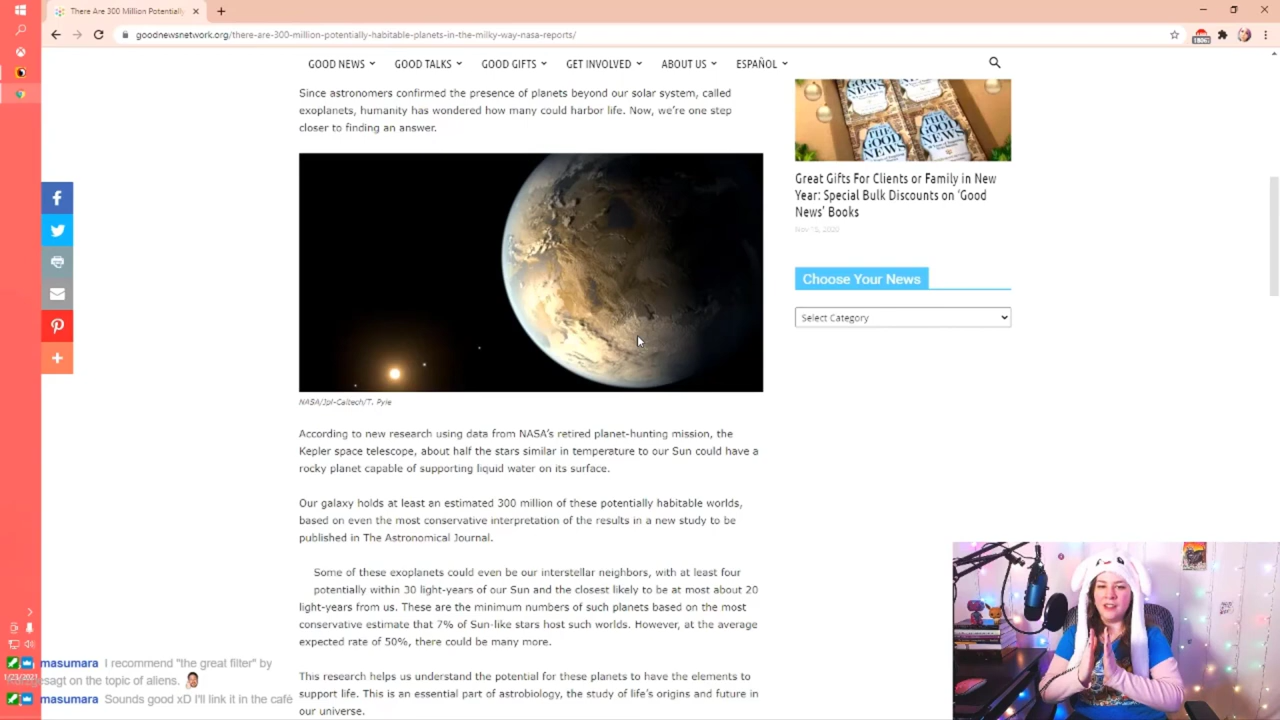 There Are 300 Million Potentially
goodnewsnetwork.org/there-are-300-million-potentially-habitable-planets-in-the-milky-way-nasa-reports/
GOOD NEWS GOOD TALKS GOOD GIFTS GET INVOLVED ABOUT US ESPAÑOL
Since astronomers confirmed the presence of planets beyond our solar system, called
exoplanets, humanity has wondered how many could harbor life. Now, we're one step
closer to finding an answer.
NASA/Jpl-Caltech/T. Pyle
According to new research using data from NASA's retired planet-hunting mission, the
Kepler space telescope, about half the stars similar in temperature to our Sun could have a
rocky planet capable of supporting liquid water on its surface.
Our galaxy holds at least an estimated 300 million of these potentially habitable worlds,
based on even the most conservative interpretation of the results in a new study to be
published in The Astronomical Journal.
Some of these exoplanets could even be our interstellar neighbors, with at least four
potentially within 30 light-years of our Sun and the closest likely to be at most about 20
light-years from us. These are the minimum numbers of such planets based on the most
conservative estimate that 7% of Sun-like stars host such worlds. However, at the average
expected rate of 50%, there could be many more.
This research helps us understand the potential for these planets to have the elements to
support life. This is an essential part of astrobiology, the study of life's origins and future in
our universe.
THE GOOD NEWS
Great Gifts For Clients or Family in New
Year: Special Bulk Discounts on 'Good
News' Books
Nov 15, 2020
Choose Your News
Select Category
masumara I recommend "the great filter" by
esagt on the topic of aliens.
1/23/2021
masumara Sounds good xD I'll link it in the café